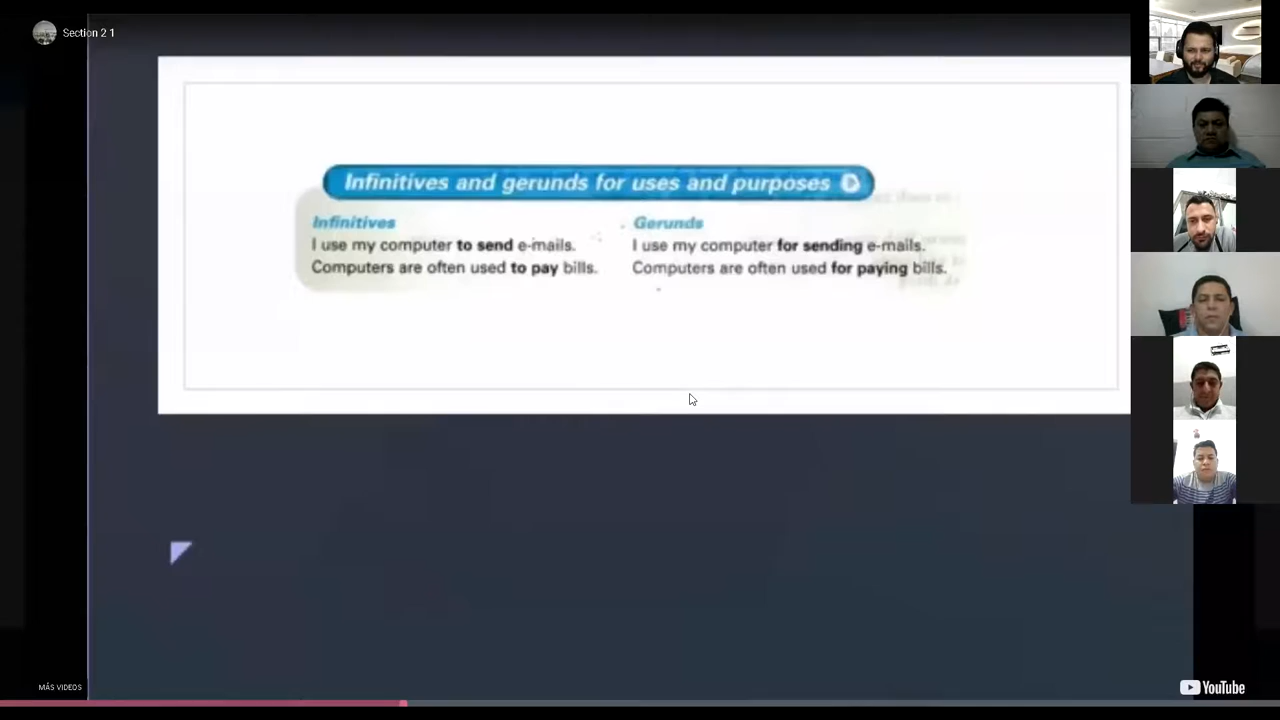 Section 2 1
Infinitives and gerunds for uses and purposes
Infinitives
I use my computer to send e-mails.
Computers are often used to pay bills.
Gerunds
I use my computer for sending e-mails.
Computers are often used for paying bills.
MÁS VIDEOS
YouTube